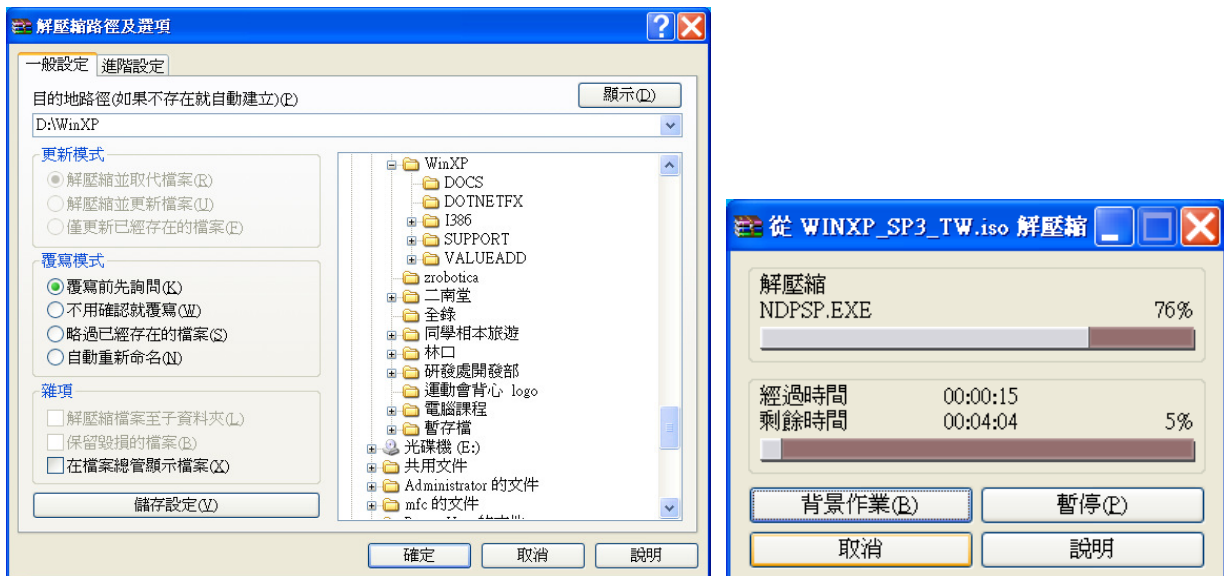 解壓縮路徑及選項
一般設定 進階設定
目的地路徑(如果不存在就自動建立)(P)
顯示(D)
D:\WinXP
更新模式
解壓縮並取代檔案(R)
解壓縮並更新檔案(U)
僅更新已經存在的檔案(F)
覆寫模式
覆寫前先詢問(K)
不用確認就覆寫(W)
略過已經存在的檔案(S)
自動重新命名(N)
雜項
解壓縮檔案至子資料夾(L)
保留毀損的檔案(B)
在檔案總管顯示檔案(X)
儲存設定(V)
WinXP
DOCS
DOTNETFX
I386
SUPPORT
VALUEADD
zrobotica
二南堂
全錄
同學相本旅遊
林口
研發處開發部
運動會背心 logo
電腦課程
暫存檔
光碟機 (E:)
共用文件
Administrator 的文件
mfc 的文件
確定 取消 說明
從 WINXP_SP3_TW.iso 解壓縮
解壓縮
NDPSP.EXE 76%
經過時間 00:00:15
剩餘時間 00:04:04 5%
背景作業(B) 暫停(P)
取消 說明